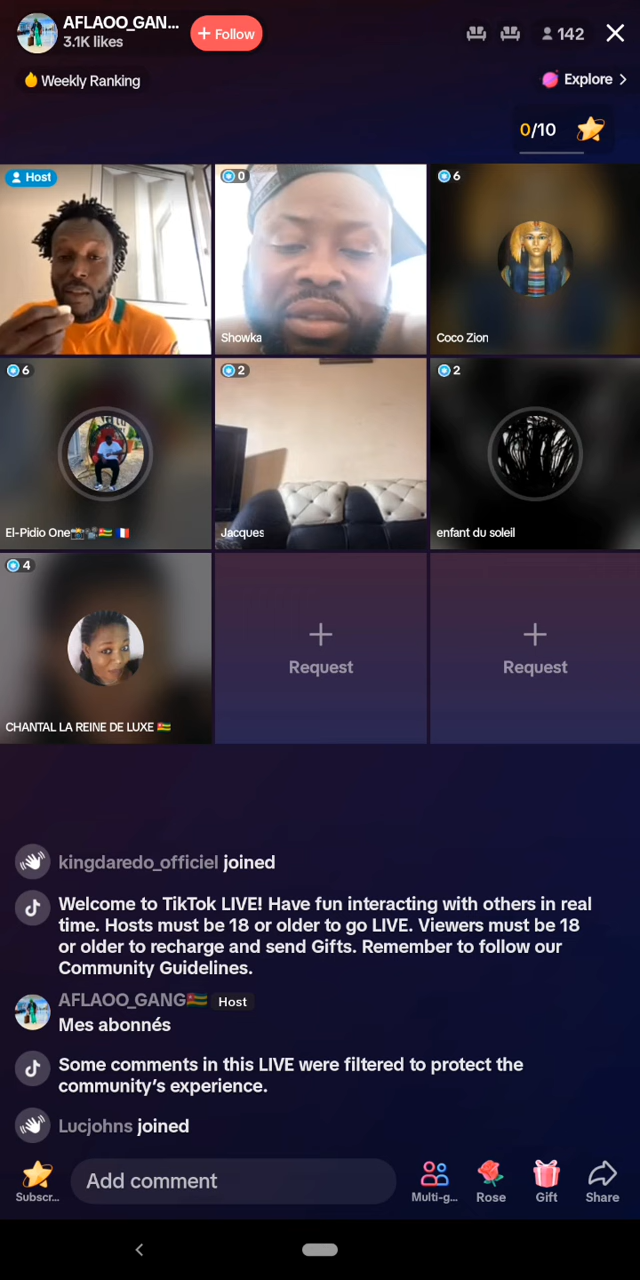 AFLAOO_GAN...
3.1K likes
+ Follow
142
Weekly Ranking
Explore
0/10
Host
0
Showka
6
Coco Zion
6
El-Pidio One📸📽🇹🇬 🇫🇷
2
Jacques
2
enfant du soleil
4
CHANTAL LA REINE DE LUXE 🇹🇬
Request
Request
kingdaredo_officiel joined
Welcome to TikTok LIVE! Have fun interacting with others in real
time. Hosts must be 18 or older to go LIVE. Viewers must be 18
or older to recharge and send Gifts. Remember to follow our
Community Guidelines.
AFLAOO_GANG🇹🇬 Host
Mes abonnés
Some comments in this LIVE were filtered to protect the
community's experience.
Lucjohns joined
Subscr...
Add comment
Multi-g...
Rose
Gift
Share